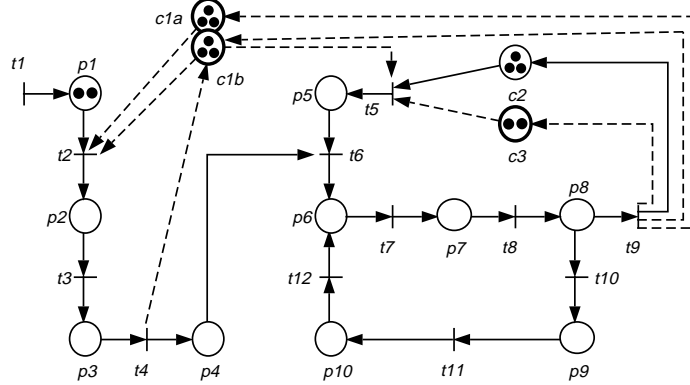 c1a
t1 p1 c1b
p5 t5 c2
c3
t2 t6
p2 p6 p8
t7 p7 t8 t9
t3 t12 t10
p3 t4 p4 p10 t11 p9